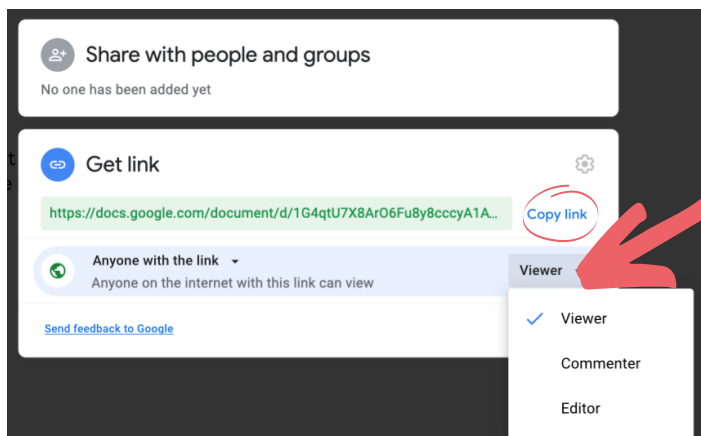 Share with people and groups
No one has been added yet
Get link
https://docs.google.com/document/d/1G4qtU7X8ArO6Fu8y8cccyA1A...
Copy link
Anyone with the link
Anyone on the internet with this link can view
Viewer
Send feedback to Google
Viewer
Commenter
Editor